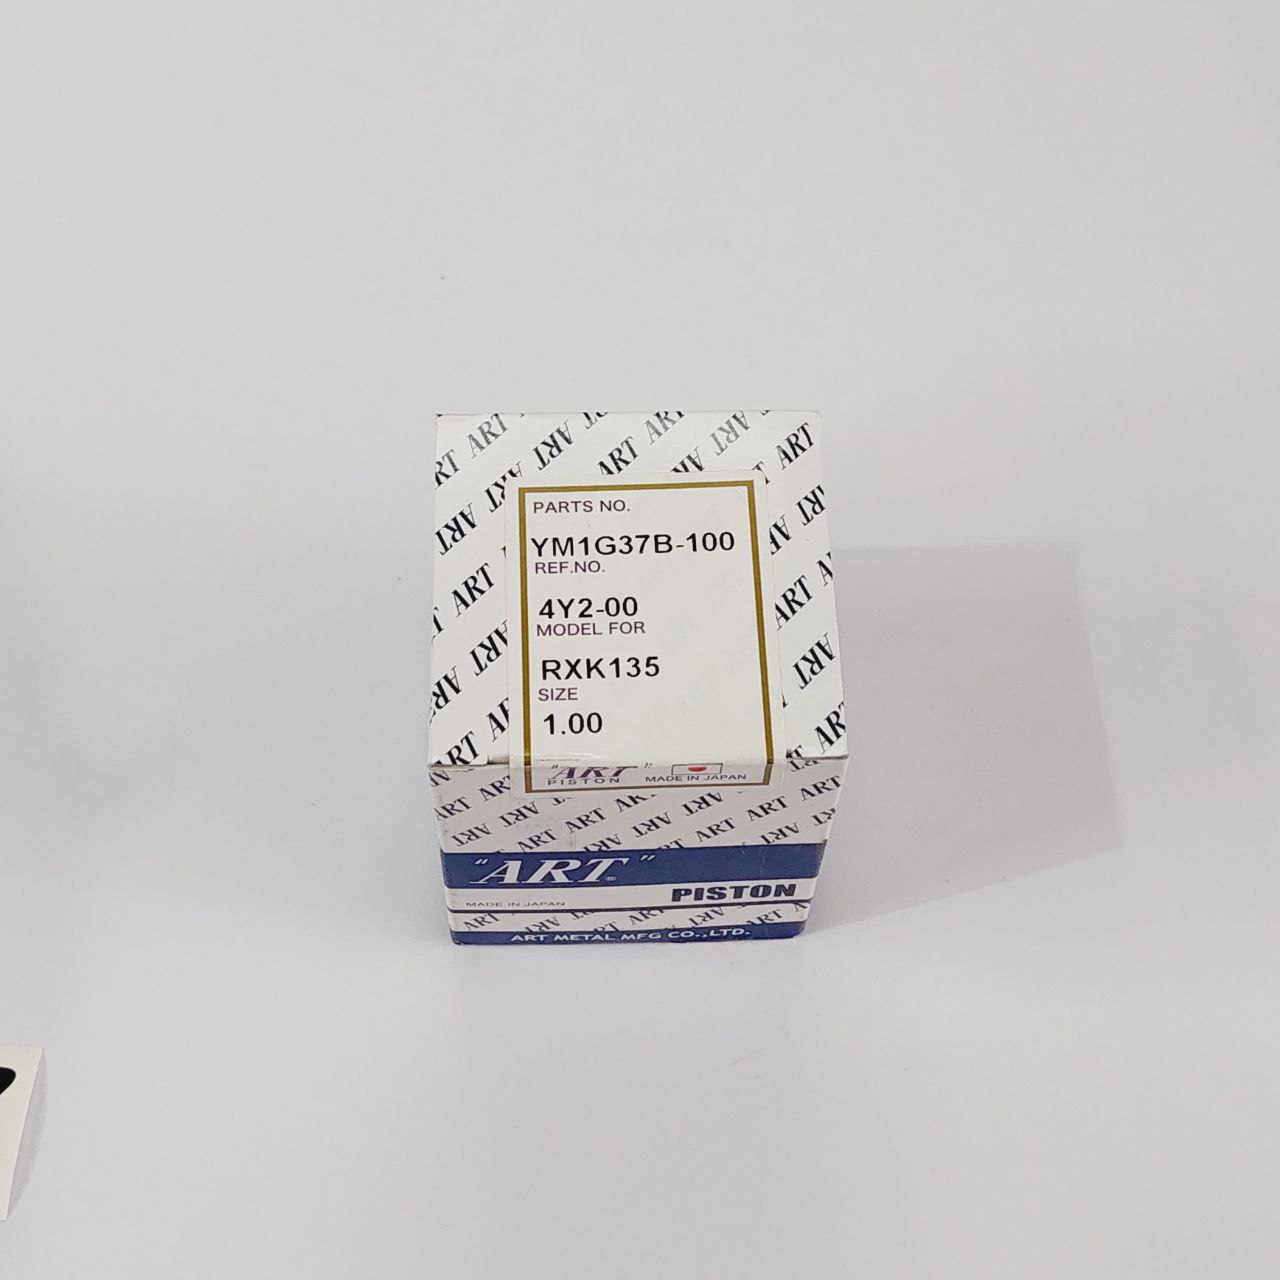 PARTS NO.
YM1G37B-100
REF.NO.
4Y2-00
MODEL FOR
RXK135
SIZE
1.00
"ART"
PISTON MADE IN JAPAN
"ART"®
PISTON
MADE IN JAPAN
ART METAL MFG CO.,LTD.